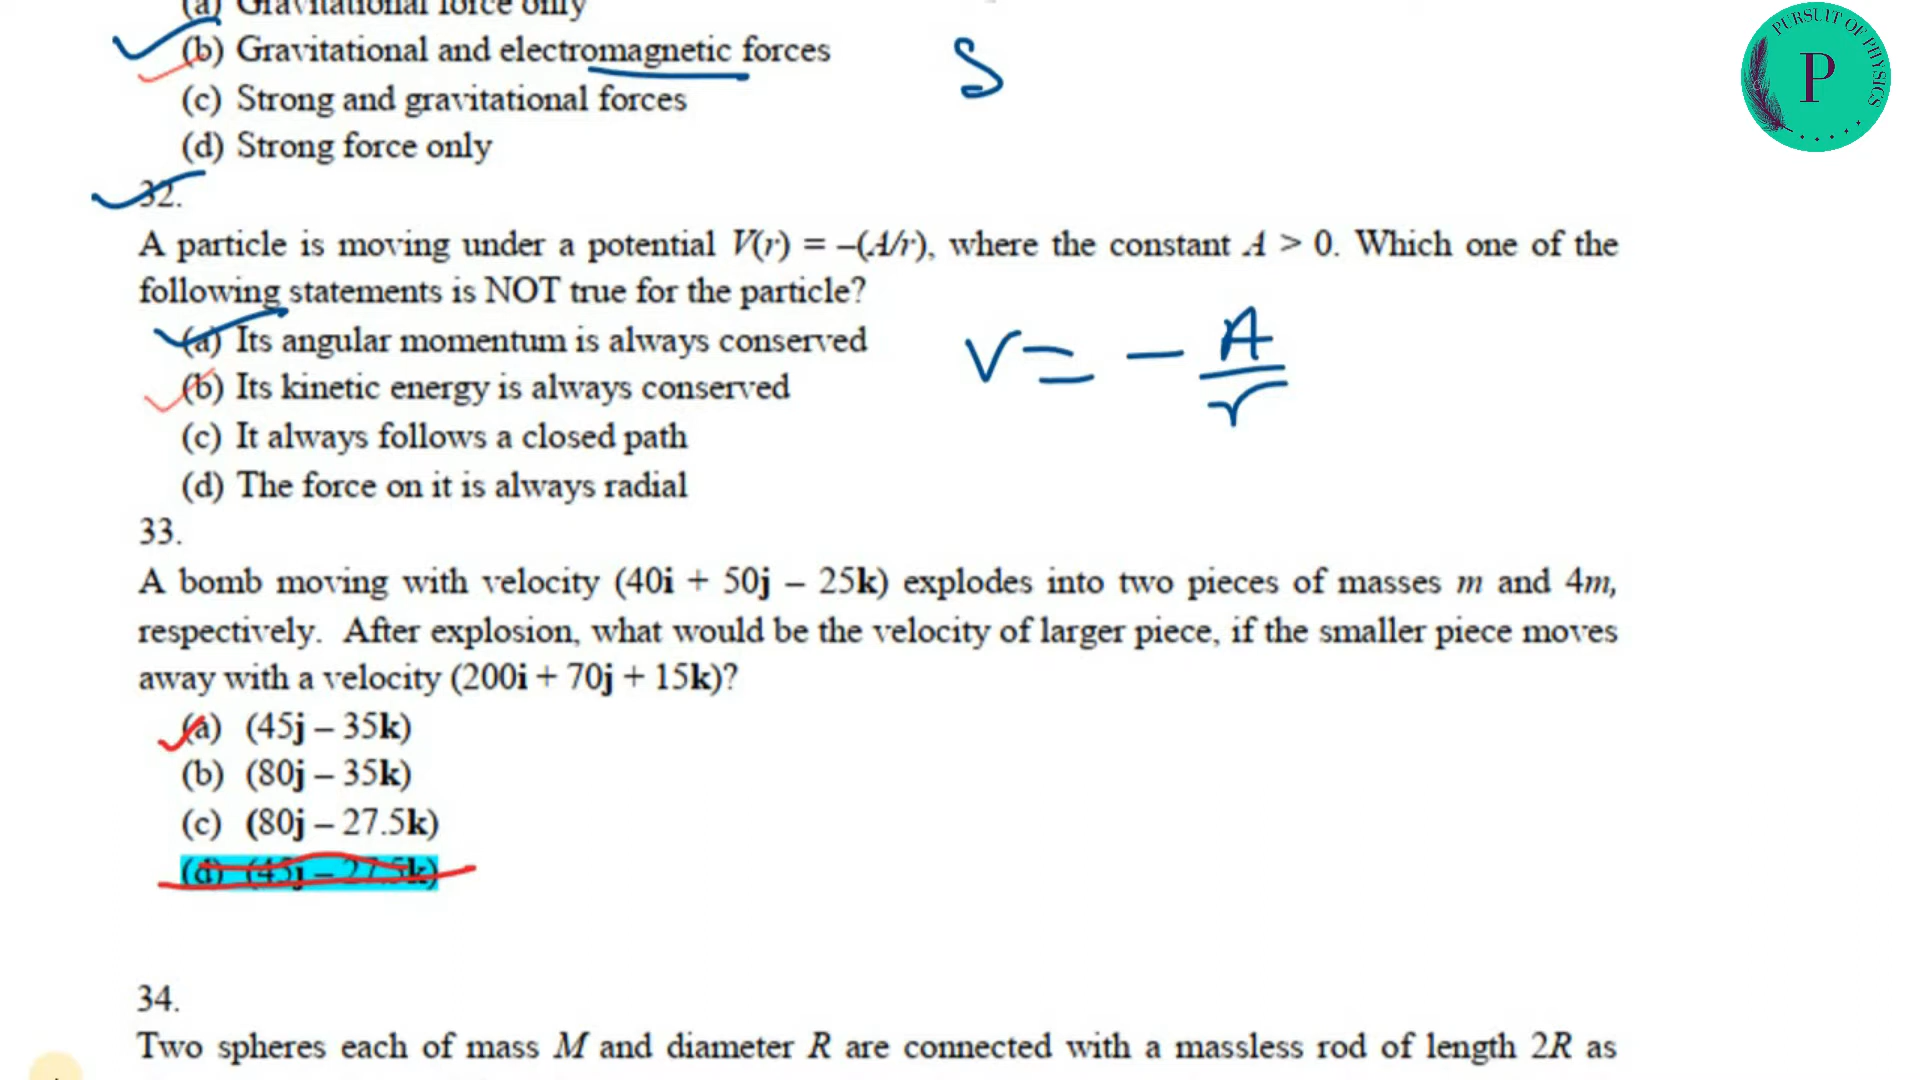 (a) Gravitational force only
(b) Gravitational and electromagnetic forces
S
(c) Strong and gravitational forces
(d) Strong force only
PURSUIT OF PHYSICS
P
32.
A particle is moving under a potential V(r) = –(A/r), where the constant A > 0. Which one of the
following statements is NOT true for the particle?
(a) Its angular momentum is always conserved
V = – A/r
(b) Its kinetic energy is always conserved
(c) It always follows a closed path
(d) The force on it is always radial
33.
A bomb moving with velocity (40i + 50j – 25k) explodes into two pieces of masses m and 4m,
respectively. After explosion, what would be the velocity of larger piece, if the smaller piece moves
away with a velocity (200i + 70j + 15k)?
(a) (45j – 35k)
(b) (80j – 35k)
(c) (80j – 27.5k)
(d) (45j – 27.5k)
34.
Two spheres each of mass M and diameter R are connected with a massless rod of length 2R as